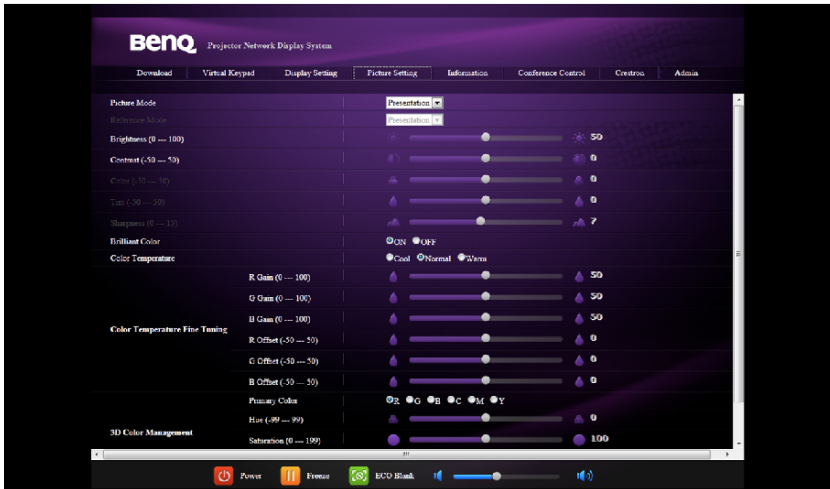 BenQ Projector Network Display System
Download Virtual Keypad Display Setting Picture Setting Information Conference Control Crestron Admin
Picture Mode Presentation
Reference Mode Presentation
Brightness (0 --- 100) 50
Contrast (-50 --- 50) 0
Color (-50 --- 50) 0
Tint (-50 --- 50) 0
Sharpness (0 --- 15) 7
Brilliant Color ON OFF
Color Temperature Cool Normal Warm
R Gain (0 --- 100) 50
G Gain (0 --- 100) 50
B Gain (0 --- 100) 50
Color Temperature Fine Tuning
R Offset (-50 --- 50) 0
G Offset (-50 --- 50) 0
B Offset (-50 --- 50) 0
Primary Color R G B C M Y
Hue (-99 --- 99) 0
3D Color Management
Saturation (0 --- 199) 100
Power Freeze ECO Blank